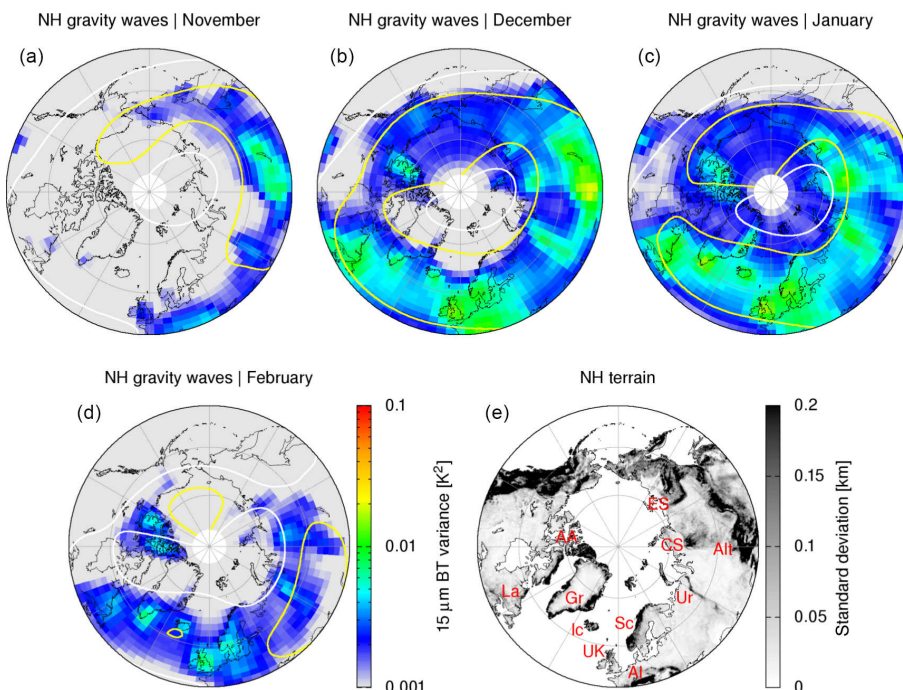 NH gravity waves | November
NH gravity waves | December
NH gravity waves | January
(a)
(b)
(c)
NH gravity waves | February
NH terrain
(d)
(e)
0.1
0.01
0.001
15 μm BT variance [K²]
0.2
0.15
0.1
0.05
0
Standard deviation [km]
ES
AA
CS
Alt
La
Gr
Ur
Ic
Sc
UK
Al